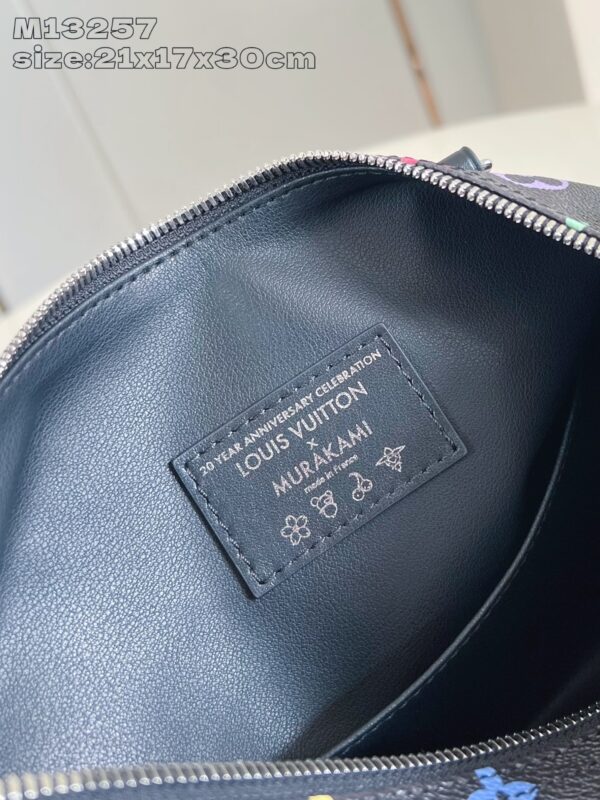 M13257
size:21x17x30cm
20 YEAR ANNIVERSARY CELEBRATION
LOUIS VUITTON
x
MURAKAMI
made in France